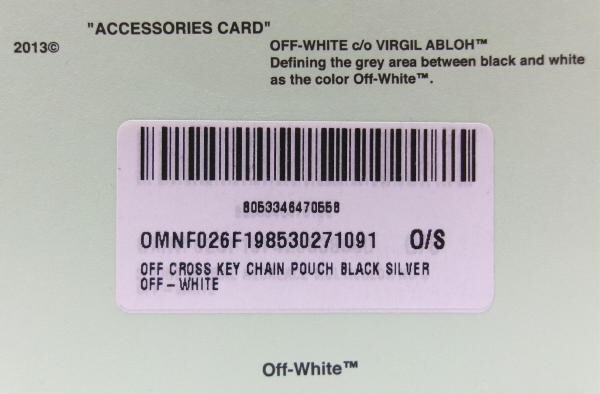 "ACCESSORIES CARD"
2013©
OFF-WHITE c/o VIRGIL ABLOH™
Defining the grey area between black and white
as the color Off-White™.
8053346470558
OMNF026F198530271091 O/S
OFF CROSS KEY CHAIN POUCH BLACK SILVER
OFF-WHITE
Off-White™